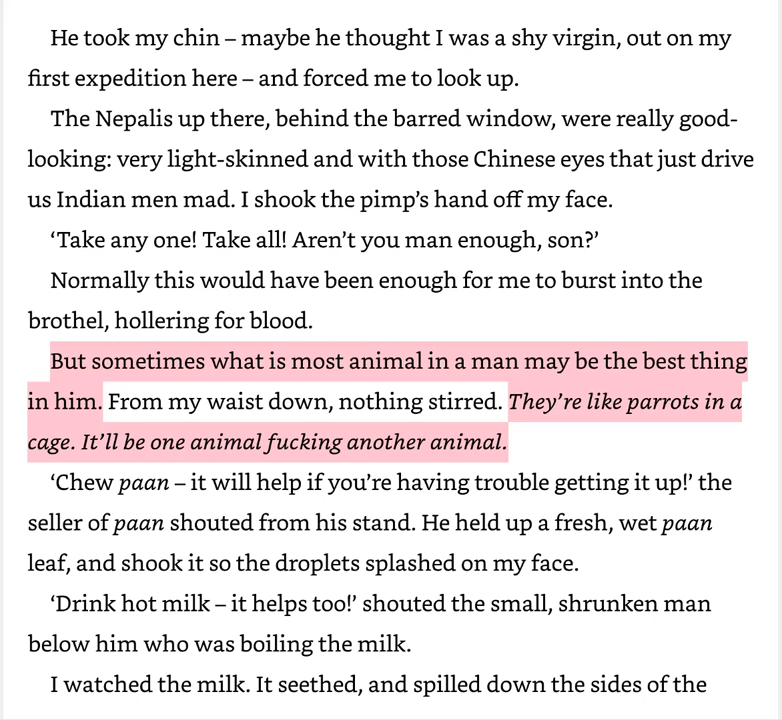 He took my chin – maybe he thought I was a shy virgin, out on my
first expedition here – and forced me to look up.
The Nepalis up there, behind the barred window, were really good-
looking: very light-skinned and with those Chinese eyes that just drive
us Indian men mad. I shook the pimp’s hand off my face.
‘Take any one! Take all! Aren’t you man enough, son?’
Normally this would have been enough for me to burst into the
brothel, hollering for blood.
But sometimes what is most animal in a man may be the best thing
in him. From my waist down, nothing stirred. They’re like parrots in a
cage. It’ll be one animal fucking another animal.
‘Chew paan – it will help if you’re having trouble getting it up!’ the
seller of paan shouted from his stand. He held up a fresh, wet paan
leaf, and shook it so the droplets splashed on my face.
‘Drink hot milk – it helps too!’ shouted the small, shrunken man
below him who was boiling the milk.
I watched the milk. It seethed, and spilled down the sides of the